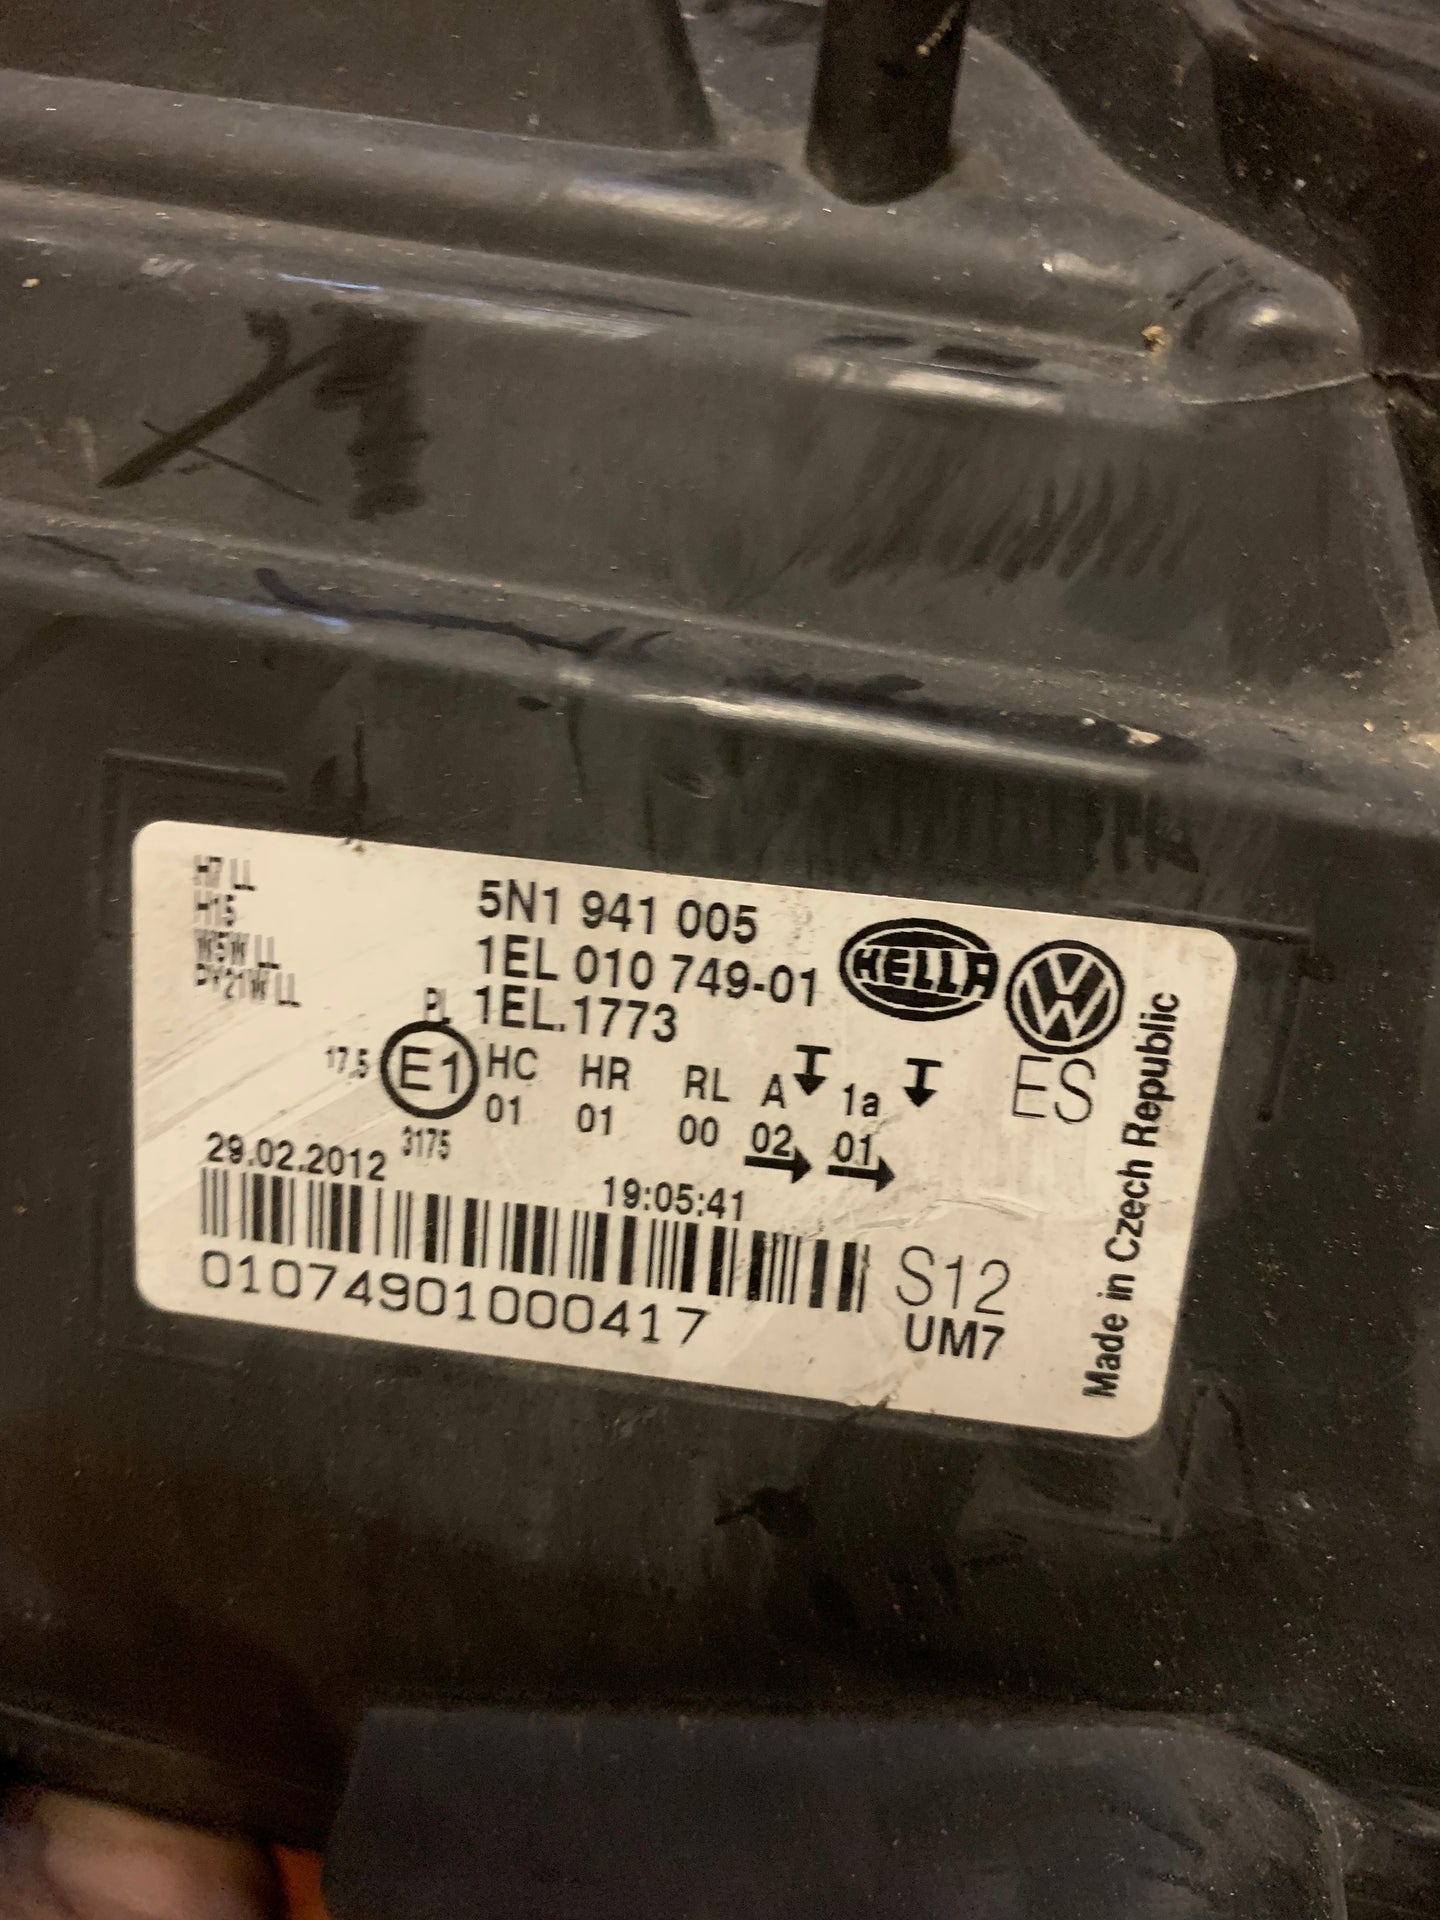 H7 LL
H15
W5W LL
PY21W LL
5N1 941 005
1EL 010 749-01
PL 1EL.1773
HELLA
VW
ES
17,5 E1 HC HR RL A 1a
01 01 00 02 01
3175
29.02.2012 19:05:41
01074901000417
S12
UM7
Made in Czech Republic